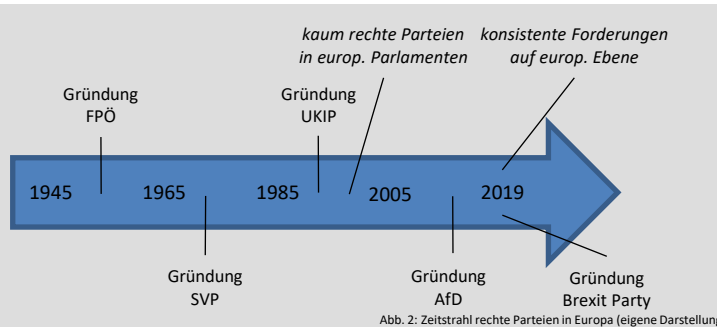 kaum rechte Parteien
in europ. Parlamenten
konsistente Forderungen
auf europ. Ebene
Gründung
FPÖ
Gründung
UKIP
1945
1965
1985
2005
2019
Gründung
SVP
Gründung
AfD
Gründung
Brexit Party
Abb. 2: Zeitstrahl rechte Parteien in Europa (eigene Darstellung